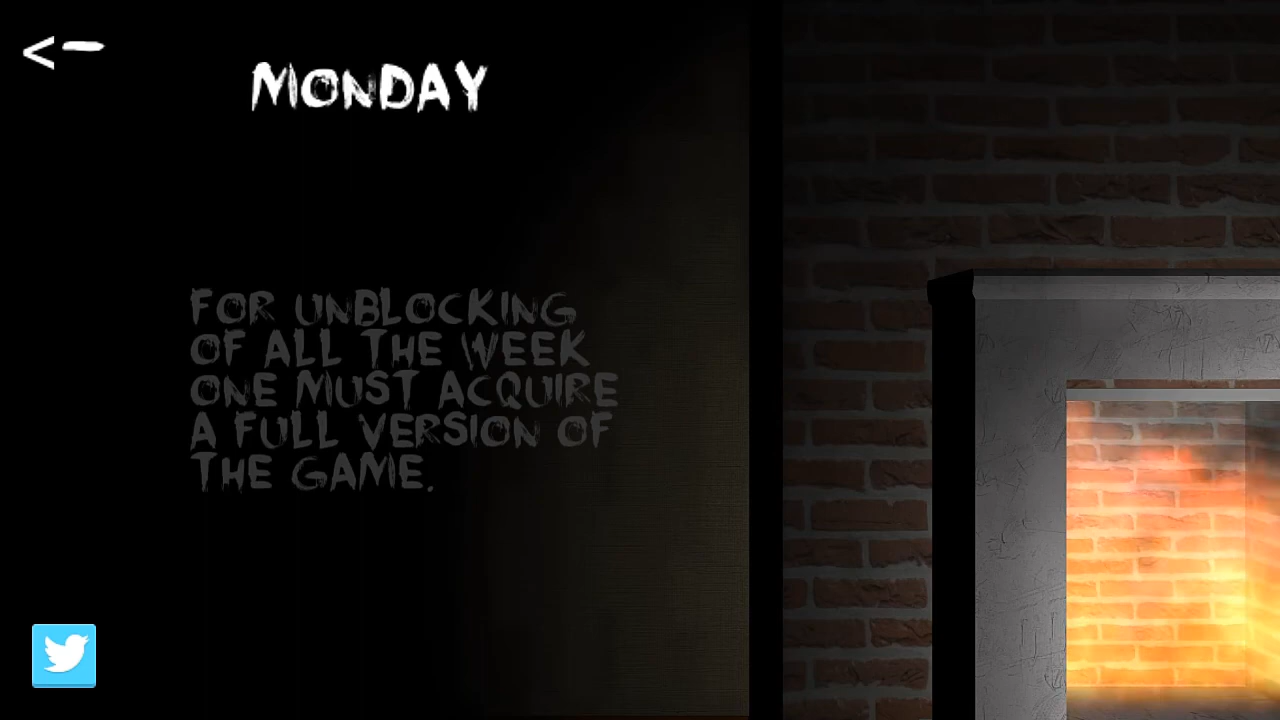 <-
MONDAY
FOR UNBLOCKING
OF ALL THE WEEK
ONE MUST ACQUIRE
A FULL VERSION OF
THE GAME.